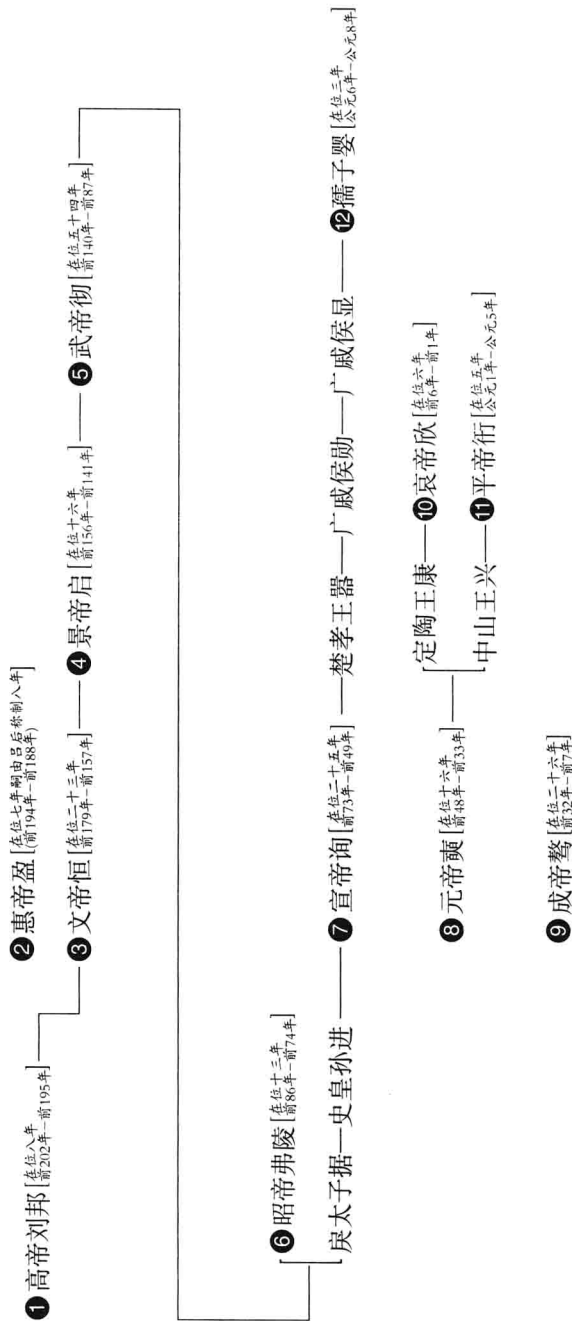 ❶高帝刘邦[在位八年 前202年—前195年]
❷惠帝盈[在位七年嗣由吕后称制八年 (前194年—前188年)]
❸文帝恒[在位二十三年 前179年—前157年]
❹景帝启[在位十六年 前156年—前141年]
❺武帝彻[在位五十四年 前140年—前87年]
❻昭帝弗陵[在位十三年 前86年—前74年]
戾太子据—史皇孙进
❼宣帝询[在位二十五年 前73年—前49年]
楚孝王嚣—广戚侯勋—广戚侯显
⓬孺子婴[在位三年 公元6年—公元8年]
❽元帝奭[在位十六年 前48年—前33年]
定陶王康—❿哀帝欣[在位六年 前6年—前1年]
中山王兴—⓫平帝衎[在位五年 公元1年—公元5年]
❾成帝骜[在位二十六年 前32年—前7年]